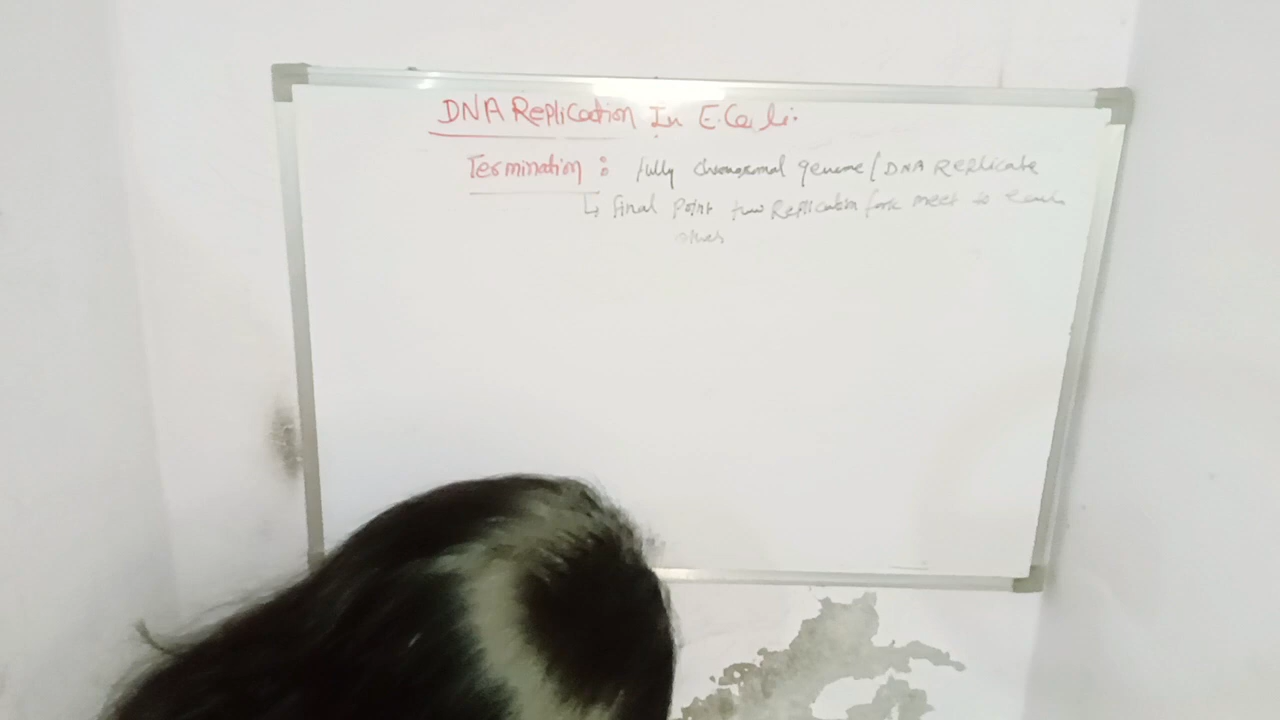 DNA Replication In E. Coli:
Termination : fully chromosomal genome / DNA Replicate
↳ final point two Replication fork meet to each
other